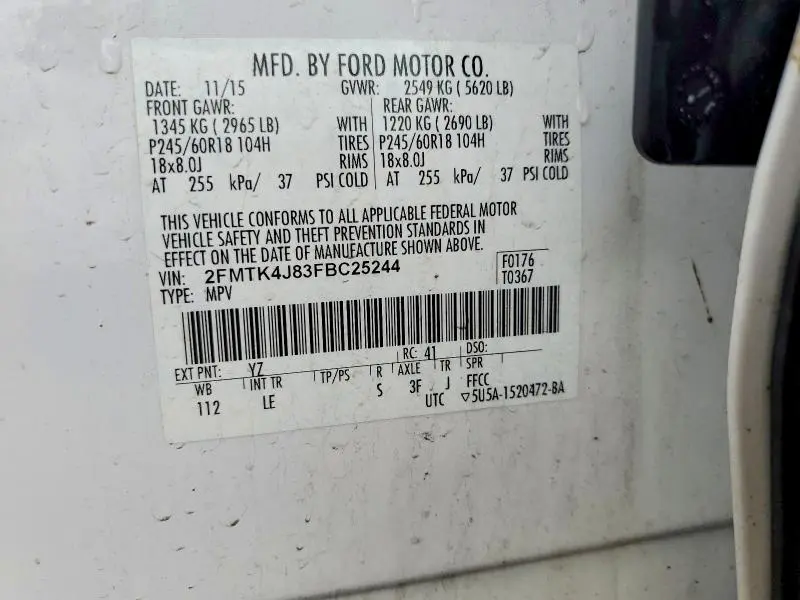 MFD. BY FORD MOTOR CO.
DATE: 11/15 GVWR: 2549 KG ( 5620 LB)
FRONT GAWR: REAR GAWR:
1345 KG ( 2965 LB) WITH 1220 KG ( 2690 LB) WITH
P245/60R18 104H TIRES P245/60R18 104H TIRES
18x8.0J RIMS 18x8.0J RIMS
AT 255 kPa/ 37 PSI COLD AT 255 kPa/ 37 PSI COLD
THIS VEHICLE CONFORMS TO ALL APPLICABLE FEDERAL MOTOR
VEHICLE SAFETY AND THEFT PREVENTION STANDARDS IN
EFFECT ON THE DATE OF MANUFACTURE SHOWN ABOVE.
VIN: 2FMTK4J83FBC25244 F0176
TYPE: MPV T0367
EXT PNT: YZ RC: 41 DSO:
WB INT TR TP/PS R AXLE TR SPR
112 LE S 3F J FFCC
UTC ▽5U5A-1520472-BA